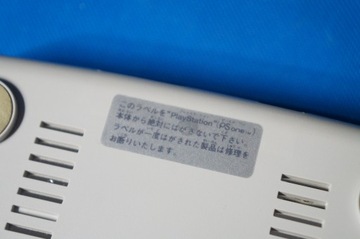 このラベルを"PlayStation"(PS one™)
本体から絶対にはがさないで下さい。
ラベルが一度はがされた製品は修理を
お断りいたします。